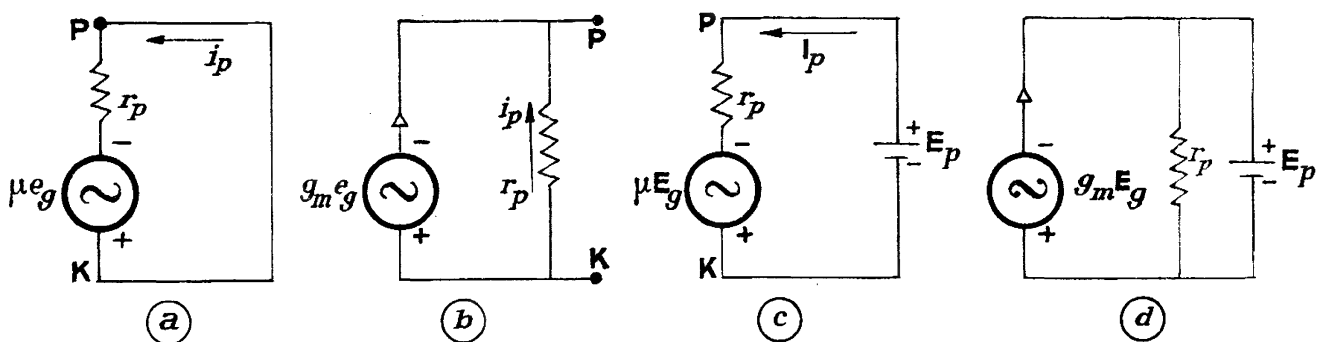 P
i_p
r_p
−
μe_g
+
K
a
P
i_p
−
g_m e_g
r_p
+
K
b
P
I_p
r_p
−
+
E_p
−
μE_g
+
K
c
−
r_p
+
E_p
−
g_m E_g
+
d